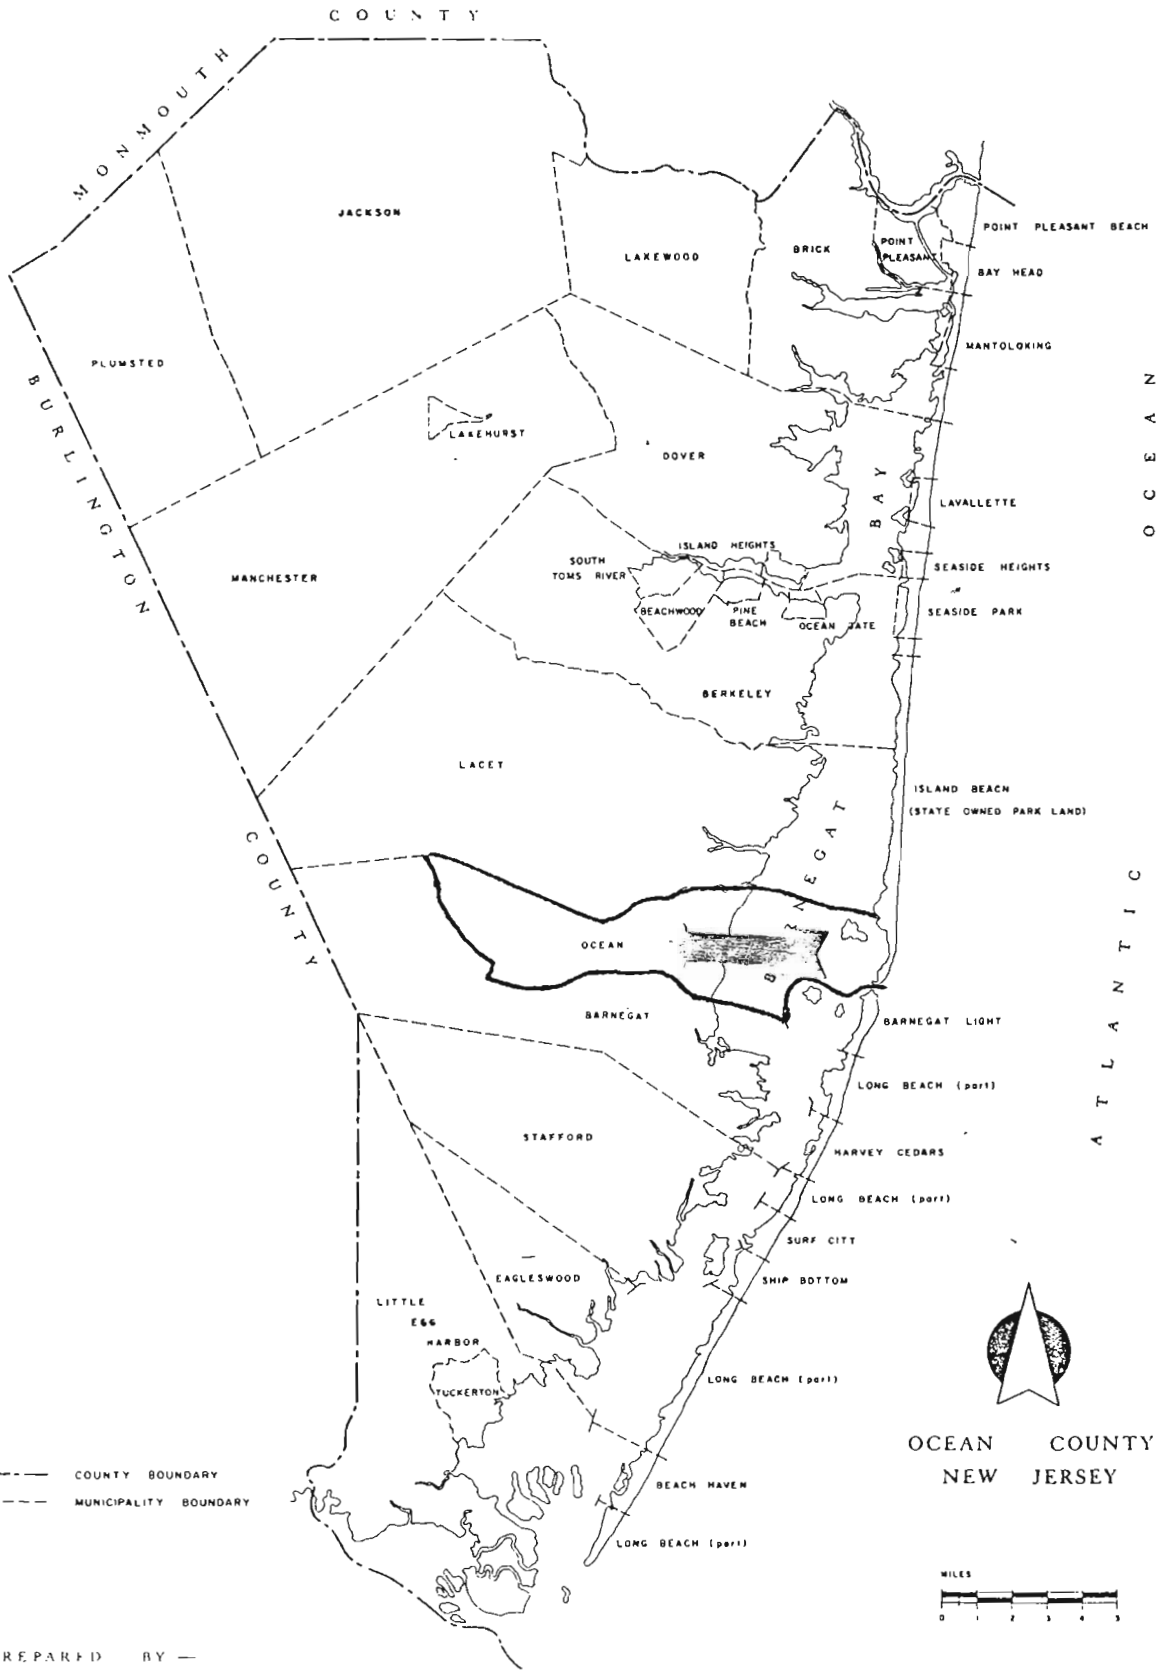 COUNTY
MONMOUTH
JACKSON
LAKEWOOD
BRICK
POINT
PLEASANT
POINT PLEASANT BEACH
BAY HEAD
MANTOLOKING
PLUMSTED
BURLINGTON
LAKEHURST
DOVER
BAY
OCEAN
LAVALLETTE
ISLAND HEIGHTS
SOUTH
TOMS RIVER
SEASIDE HEIGHTS
MANCHESTER
BEACHWOOD
PINE
BEACH
OCEAN GATE
SEASIDE PARK
BERKELEY
LACEY
ISLAND BEACH
(STATE OWNED PARK LAND)
COUNTY
ATLANTIC
OCEAN
BARNEGAT
BARNEGAT LIGHT
LONG BEACH (part)
STAFFORD
HARVEY CEDARS
LONG BEACH (part)
SURF CITY
SHIP BOTTOM
EAGLESWOOD
LITTLE
EGG
HARBOR
TUCKERTON
LONG BEACH (part)
OCEAN COUNTY
NEW JERSEY
COUNTY BOUNDARY
MUNICIPALITY BOUNDARY
BEACH HAVEN
LONG BEACH (part)
MILES
0 1 2 3 4 5
REPARED BY —